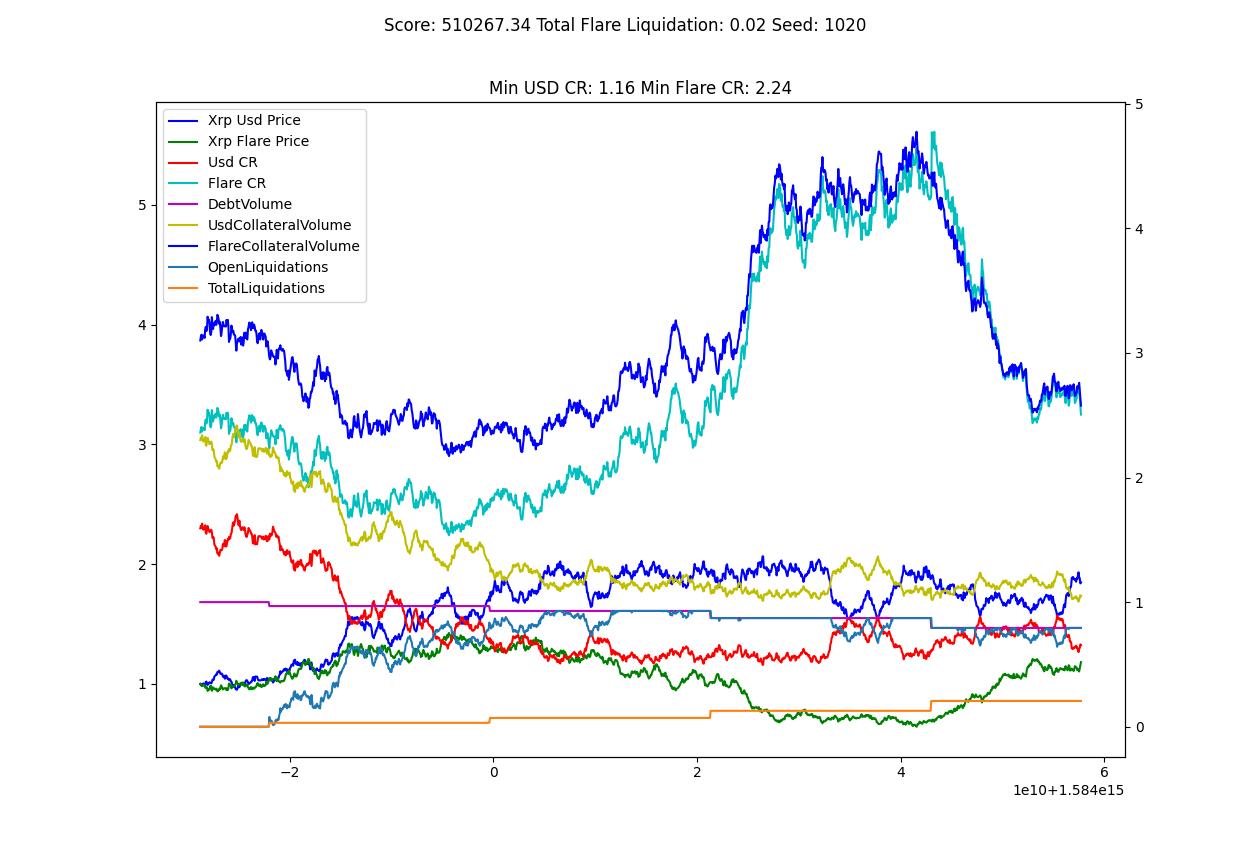 Score: 510267.34 Total Flare Liquidation: 0.02 Seed: 1020
Min USD CR: 1.16 Min Flare CR: 2.24
Xrp Usd Price
Xrp Flare Price
Usd CR
Flare CR
DebtVolume
UsdCollateralVolume
FlareCollateralVolume
OpenLiquidations
TotalLiquidations
5
4
3
2
1
5
4
3
2
1
0
−2
0
2
4
6
1e10+1.584e15